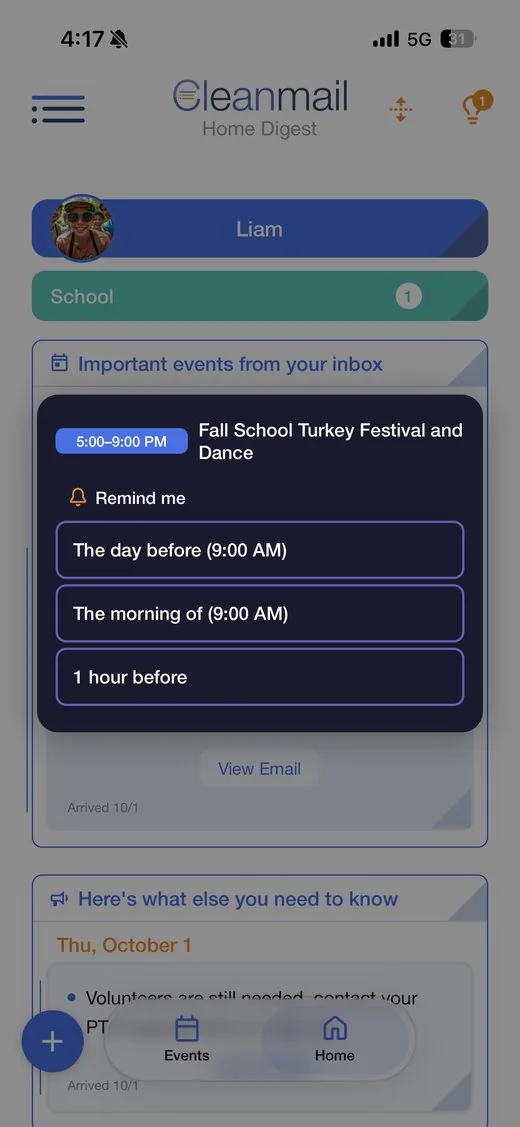 4:17
5G 31
Cleanmail
1
Home Digest
Liam
School 1
Important events from your inbox
5:00–9:00 PM
Fall School Turkey Festival and
Dance
Remind me
The day before (9:00 AM)
The morning of (9:00 AM)
1 hour before
View Email
Arrived 10/1
Here's what else you need to know
Thu, October 1
Volunteers are still needed, contact your
PT
Events
Home
Arrived 10/1